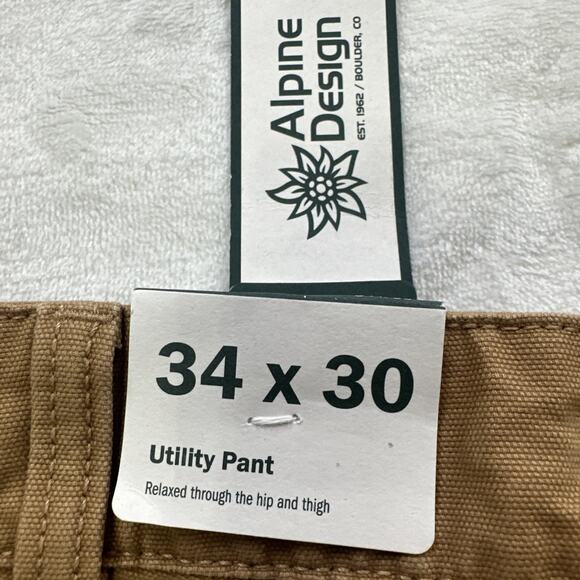 Alpine
Design
EST. 1962 / BOULDER, CO
34 x 30
Utility Pant
Relaxed through the hip and thigh